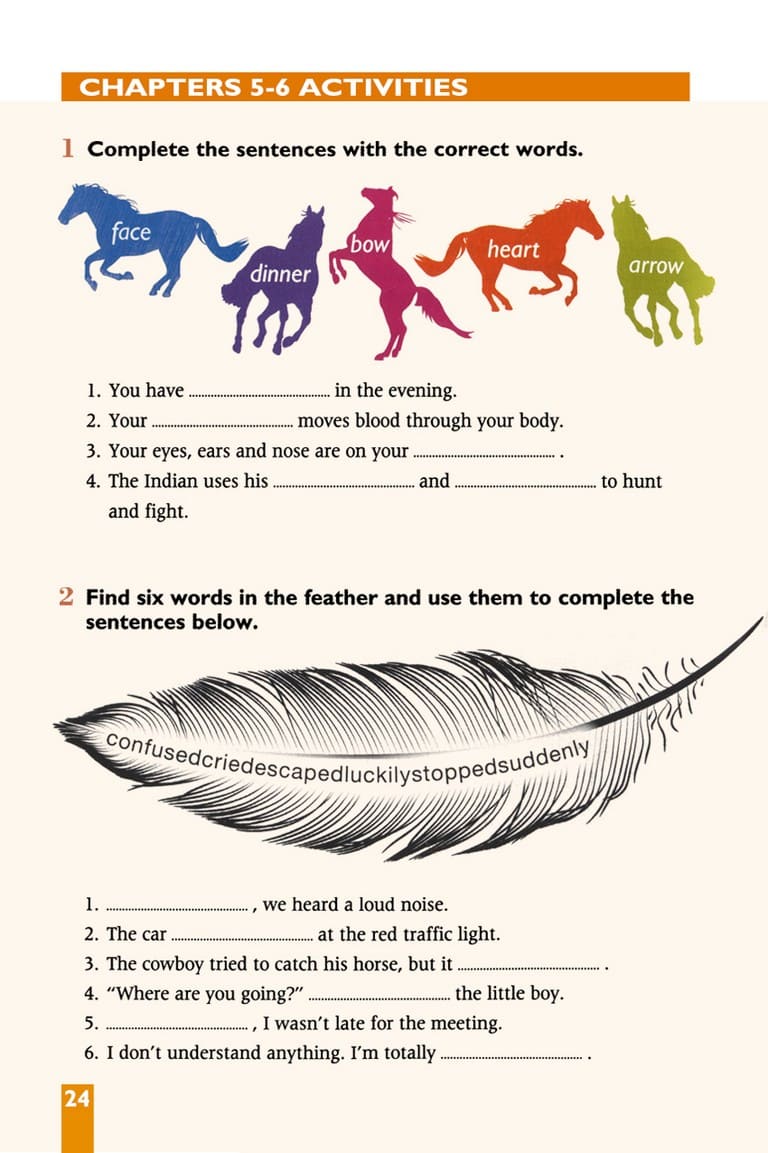 CHAPTERS 5-6 ACTIVITIES
1 Complete the sentences with the correct words.
face
dinner
bow
heart
arrow
1. You have ........................................ in the evening.
2. Your ........................................ moves blood through your body.
3. Your eyes, ears and nose are on your ........................................ .
4. The Indian uses his ........................................ and ........................................ to hunt
and fight.
2 Find six words in the feather and use them to complete the
sentences below.
confusedcriedescapedluckilystoppedsuddenly
1. ........................................ , we heard a loud noise.
2. The car ........................................ at the red traffic light.
3. The cowboy tried to catch his horse, but it ........................................ .
4. “Where are you going?” ........................................ the little boy.
5. ........................................ , I wasn’t late for the meeting.
6. I don’t understand anything. I’m totally ........................................ .
24